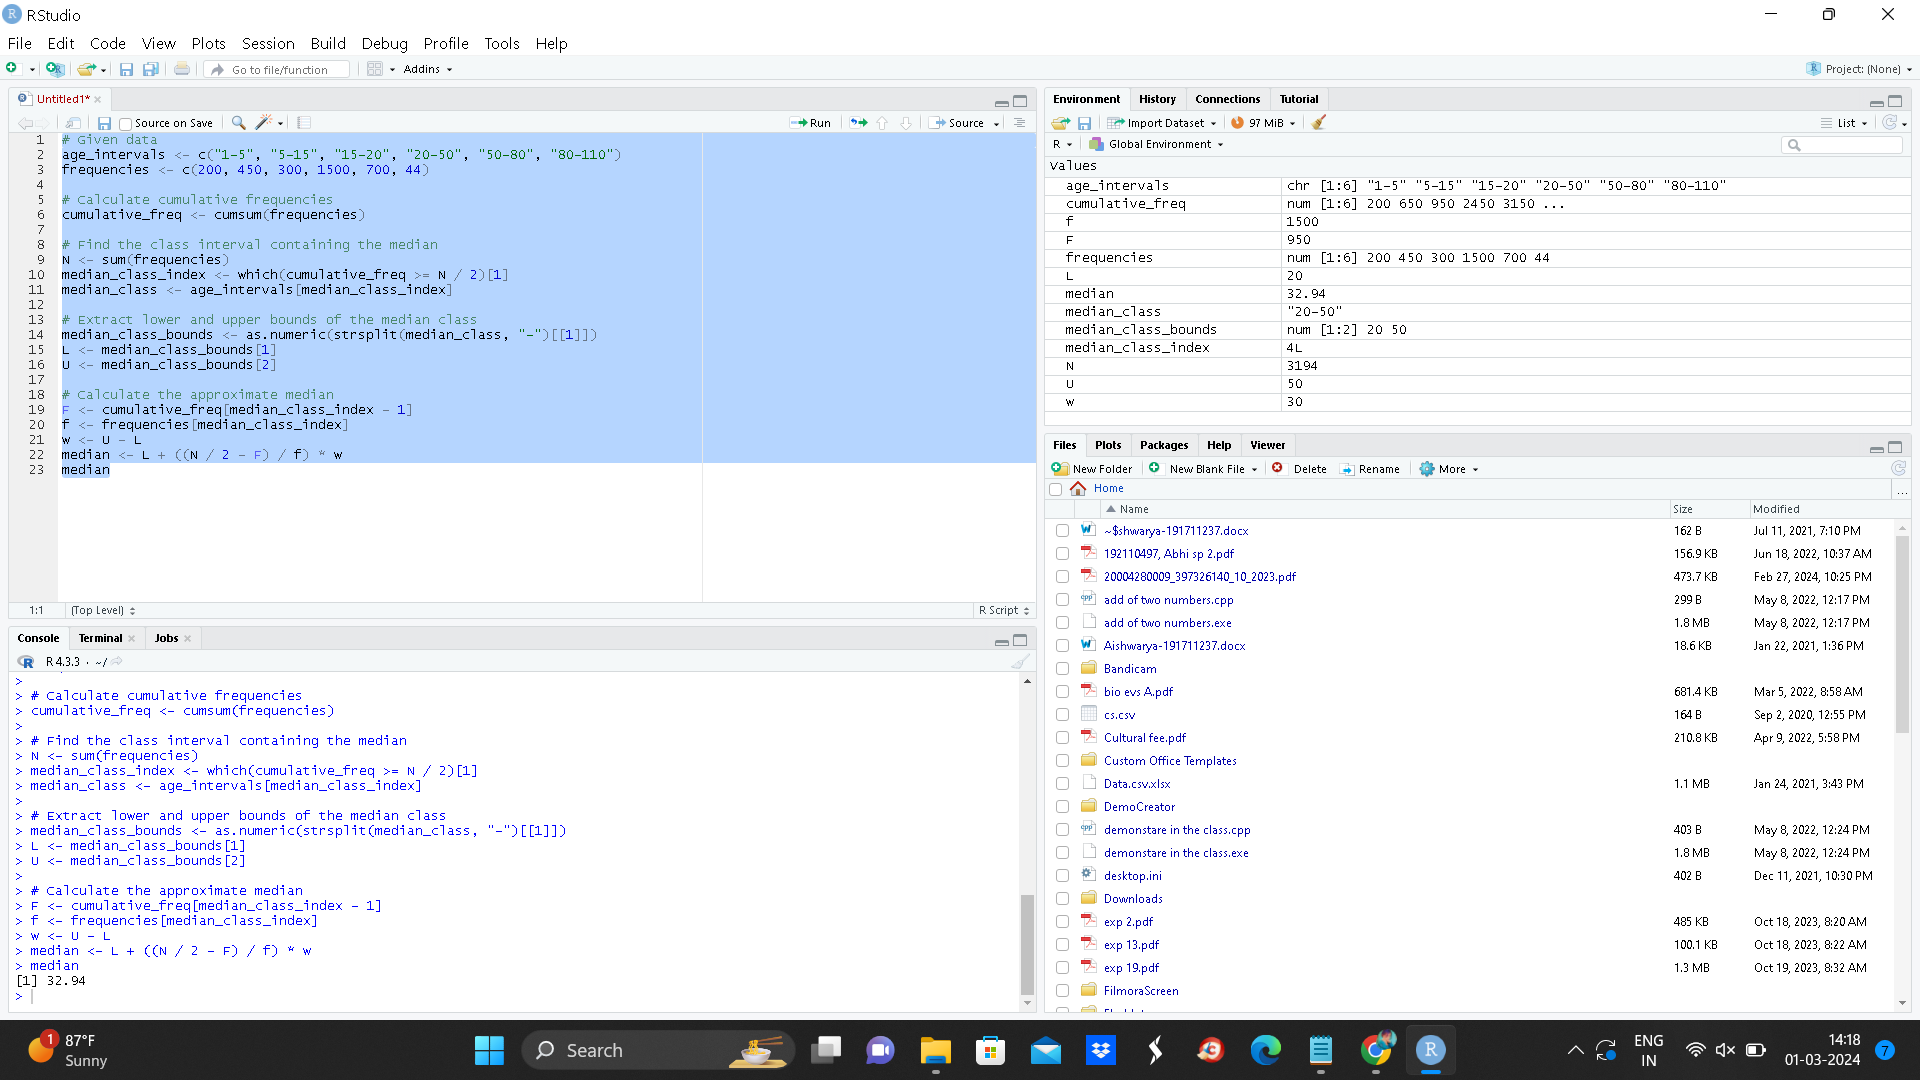 RStudio
File Edit Code View Plots Session Build Debug Profile Tools Help
Go to file/function Addins Project: (None)
Untitled1*
Source on Save Run Source
1 # Given data
2 age_intervals <- c("1-5", "5-15", "15-20", "20-50", "50-80", "80-110")
3 frequencies <- c(200, 450, 300, 1500, 700, 44)
4
5 # Calculate cumulative frequencies
6 cumulative_freq <- cumsum(frequencies)
7
8 # Find the class interval containing the median
9 N <- sum(frequencies)
10 median_class_index <- which(cumulative_freq >= N / 2)[1]
11 median_class <- age_intervals[median_class_index]
12
13 # Extract lower and upper bounds of the median class
14 median_class_bounds <- as.numeric(strsplit(median_class, "-")[[1]])
15 L <- median_class_bounds[1]
16 U <- median_class_bounds[2]
17
18 # Calculate the approximate median
19 F <- cumulative_freq[median_class_index - 1]
20 f <- frequencies[median_class_index]
21 w <- U - L
22 median <- L + ((N / 2 - F) / f) * w
23 median
1:1 (Top Level) R Script
Console Terminal Jobs
R 4.3.3 · ~/
>
> # Calculate cumulative frequencies
> cumulative_freq <- cumsum(frequencies)
>
> # Find the class interval containing the median
> N <- sum(frequencies)
> median_class_index <- which(cumulative_freq >= N / 2)[1]
> median_class <- age_intervals[median_class_index]
>
> # Extract lower and upper bounds of the median class
> median_class_bounds <- as.numeric(strsplit(median_class, "-")[[1]])
> L <- median_class_bounds[1]
> U <- median_class_bounds[2]
>
> # Calculate the approximate median
> F <- cumulative_freq[median_class_index - 1]
> f <- frequencies[median_class_index]
> w <- U - L
> median <- L + ((N / 2 - F) / f) * w
> median
[1] 32.94
>
Environment History Connections Tutorial
Import Dataset 97 MiB List
R Global Environment
Values
age_intervals chr [1:6] "1-5" "5-15" "15-20" "20-50" "50-80" "80-110"
cumulative_freq num [1:6] 200 650 950 2450 3150 ...
f 1500
F 950
frequencies num [1:6] 200 450 300 1500 700 44
L 20
median 32.94
median_class "20-50"
median_class_bounds num [1:2] 20 50
median_class_index 4L
N 3194
U 50
w 30
Files Plots Packages Help Viewer
New Folder New Blank File Delete Rename More
Home ...
Name Size Modified
~$shwarya-191711237.docx 162 B Jul 11, 2021, 7:10 PM
192110497, Abhi sp 2.pdf 156.9 KB Jun 18, 2022, 10:37 AM
20004280009_397326140_10_2023.pdf 473.7 KB Feb 27, 2024, 10:25 PM
add of two numbers.cpp 299 B May 8, 2022, 12:17 PM
add of two numbers.exe 1.8 MB May 8, 2022, 12:17 PM
Aishwarya-191711237.docx 18.6 KB Jan 22, 2021, 1:36 PM
Bandicam
bio evs A.pdf 681.4 KB Mar 5, 2022, 8:58 AM
cs.csv 164 B Sep 2, 2020, 12:55 PM
Cultural fee.pdf 210.8 KB Apr 9, 2022, 5:58 PM
Custom Office Templates
Data.csv.xlsx 1.1 MB Jan 24, 2021, 3:43 PM
DemoCreator
demonstare in the class.cpp 403 B May 8, 2022, 12:24 PM
demonstare in the class.exe 1.8 MB May 8, 2022, 12:24 PM
desktop.ini 402 B Dec 11, 2021, 10:30 PM
Downloads
exp 2.pdf 485 KB Oct 18, 2023, 8:20 AM
exp 13.pdf 100.1 KB Oct 18, 2023, 8:22 AM
exp 19.pdf 1.3 MB Oct 19, 2023, 8:32 AM
FilmoraScreen
1 87°F
Sunny
Search
ENG
IN
14:18
01-03-2024
7